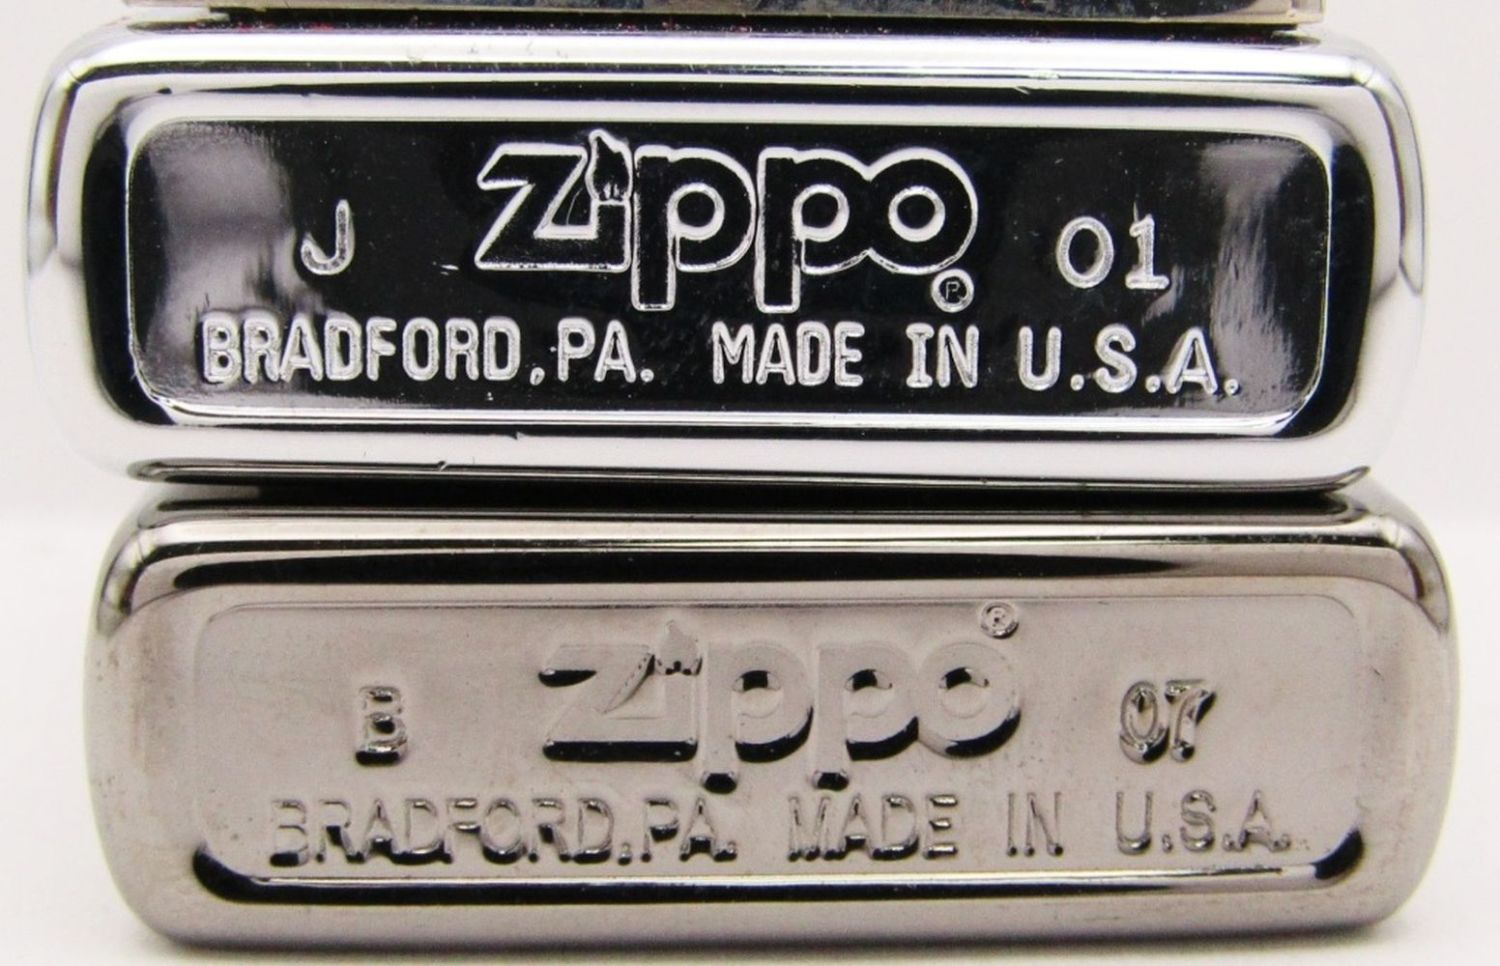 J zippo 01
®
BRADFORD, PA. MADE IN U.S.A.
®
B zippo 07
BRADFORD, PA. MADE IN U.S.A.